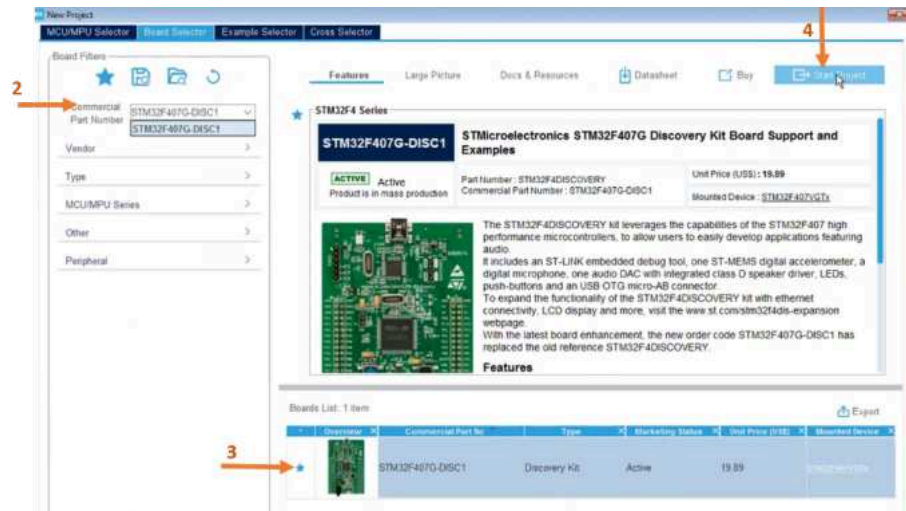 New Project
MCU/MPU Selector Board Selector Example Selector Cross Selector
4
Board Filters
Features Large Picture Docs & Resources Datasheet Buy Start Project
2
Commercial Part Number STM32F407G-DISC1
STM32F407G-DISC1
Vendor
Type
MCU/MPU Series
Other
Peripheral
STM32F4 Series
STM32F407G-DISC1
STMicroelectronics STM32F407G Discovery Kit Board Support and
Examples
ACTIVE Active
Product is in mass production
Part Number : STM32F4DISCOVERY
Commercial Part Number : STM32F407G-DISC1
Unit Price (US$) : 19.89
Mounted Device : STM32F407VGTx
The STM32F4DISCOVERY kit leverages the capabilities of the STM32F407 high
performance microcontrollers, to allow users to easily develop applications featuring
audio.
It includes an ST-LINK embedded debug tool, one ST-MEMS digital accelerometer, a
digital microphone, one audio DAC with integrated class D speaker driver, LEDs,
push-buttons and an USB OTG micro-AB connector.
To expand the functionality of the STM32F4DISCOVERY kit with ethernet
connectivity, LCD display and more, visit the www.st.com/stm32f4dis-expansion
webpage.
With the latest board enhancement, the new order code STM32F407G-DISC1 has
replaced the old reference STM32F4DISCOVERY.
Features
Boards List: 1 item
Export
* Overview Commercial Part No Type Marketing Status Unit Price (US$) Mounted Device
3
STM32F407G-DISC1 Discovery Kit Active 19.89